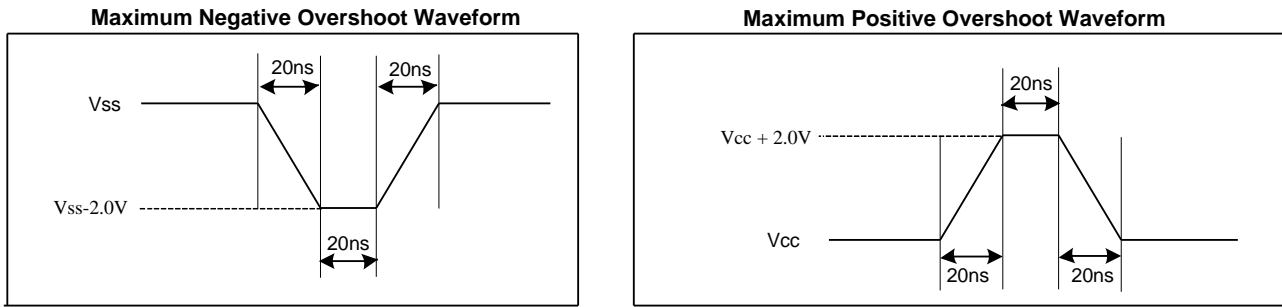 Maximum Negative Overshoot Waveform
20ns
20ns
Vss
Vss-2.0V
20ns
Maximum Positive Overshoot Waveform
20ns
Vcc + 2.0V
Vcc
20ns
20ns